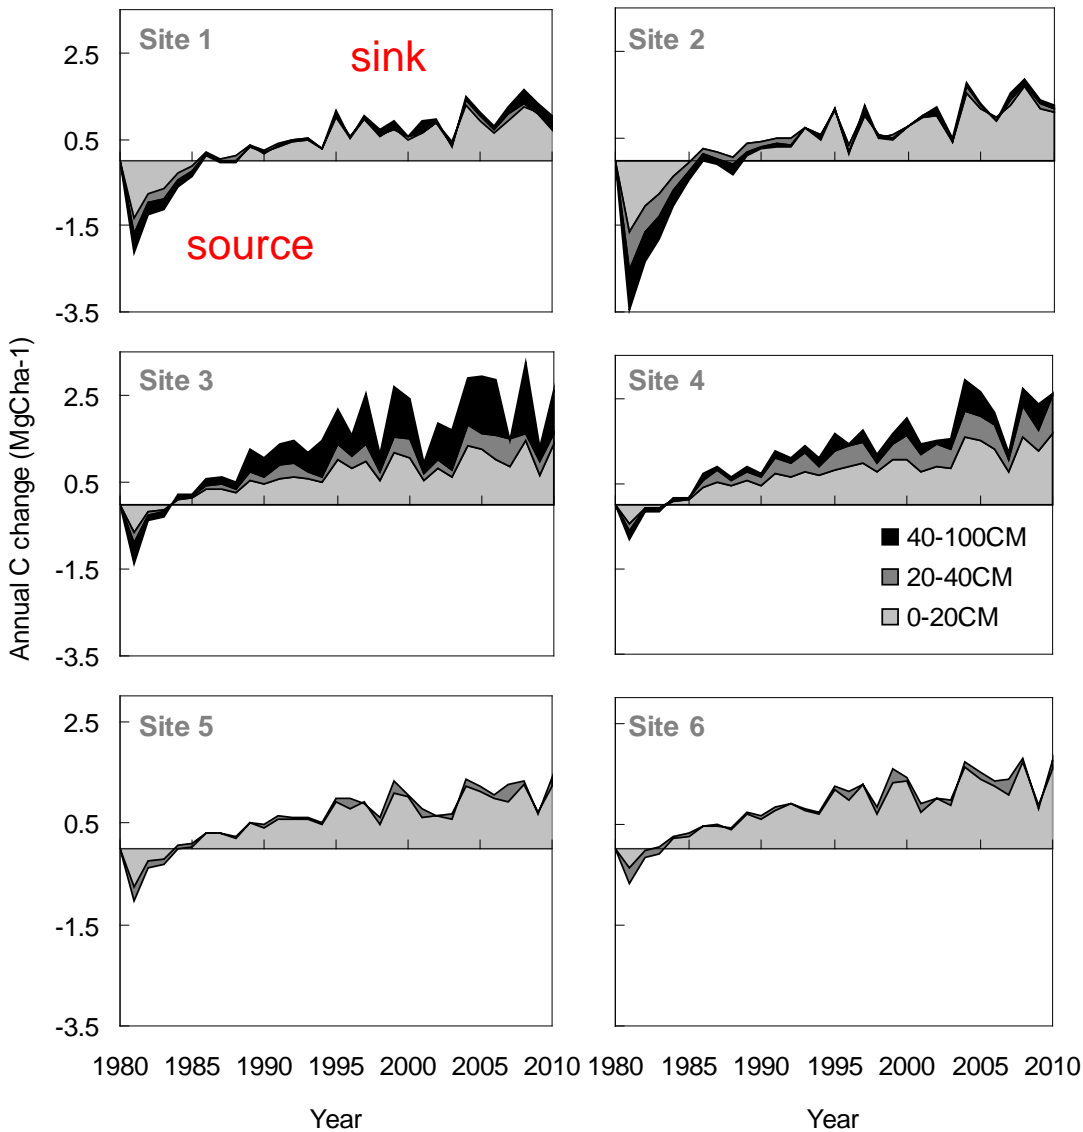 Site 1
sink
source
2.5
0.5
-1.5
-3.5
Site 2
Annual C change (MgCha-1)
Site 3
2.5
0.5
-1.5
-3.5
Site 4
40-100CM
20-40CM
0-20CM
Site 5
2.5
0.5
-1.5
-3.5
Site 6
1980 1985 1990 1995 2000 2005 2010
1980 1985 1990 1995 2000 2005 2010
Year
Year